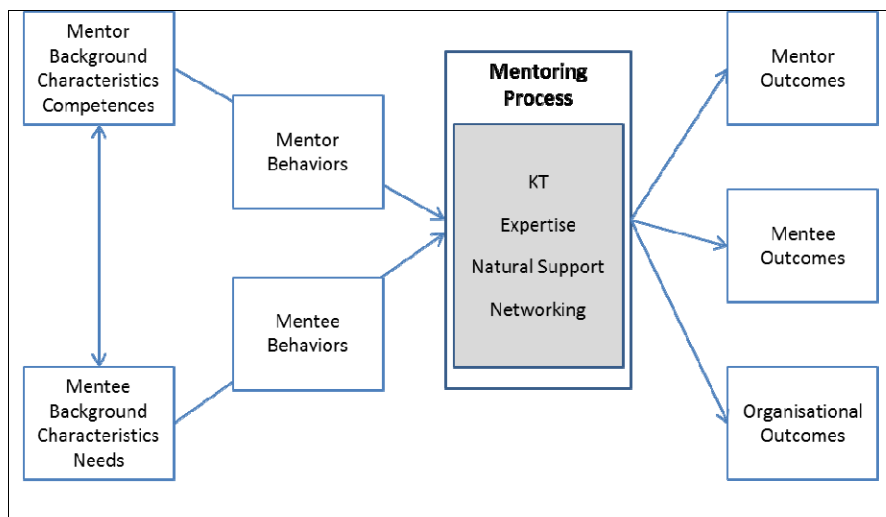 Mentor
Background
Characteristics
Competences
Mentor
Behaviors
Mentee
Behaviors
Mentee
Background
Characteristics
Needs
Mentoring
Process
KT
Expertise
Natural Support
Networking
Mentor
Outcomes
Mentee
Outcomes
Organisational
Outcomes